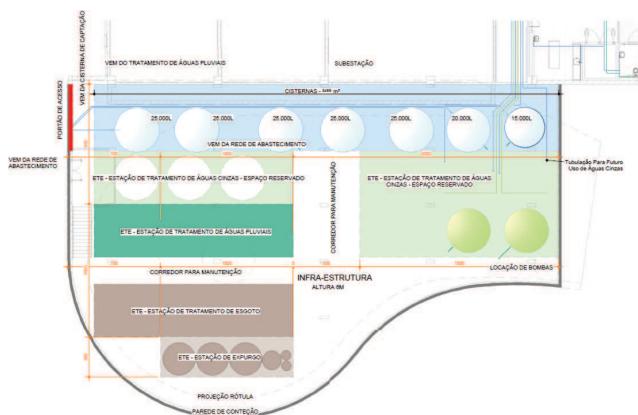 VEM DO TRATAMENTO DE ÁGUAS PLUVIAIS
SUBESTAÇÃO
VEM DA CISTERNA DE CAPTAÇÃO
PORTÃO DE ACESSO
CISTERNAS - m²
25.000L
25.000L
25.000L
25.000L
25.000L
20.000L
15.000L
VEM DA REDE DE ABASTECIMENTO
VEM DA REDE DE
ABASTECIMENTO
Tubulação Para Futuro
Uso de Águas Cinzas
ETE - ESTAÇÃO DE TRATAMENTO DE ÁGUAS CINZAS - ESPAÇO RESERVADO
ETE - ESTAÇÃO DE TRATAMENTO DE ÁGUAS
CINZAS - ESPAÇO RESERVADO
CORREDOR PARA MANUTENÇÃO
ETE - ESTAÇÃO DE TRATAMENTO DE ÁGUAS PLUVIAIS
LOCAÇÃO DE BOMBAS
CORREDOR PARA MANUTENÇÃO
INFRA-ESTRUTURA
ALTURA 6M
ETE - ESTAÇÃO DE TRATAMENTO DE ESGOTO
ETE - ESTAÇÃO DE EXPURGO
PROJEÇÃO RÓTULA
PAREDE DE CONTEÇÃO